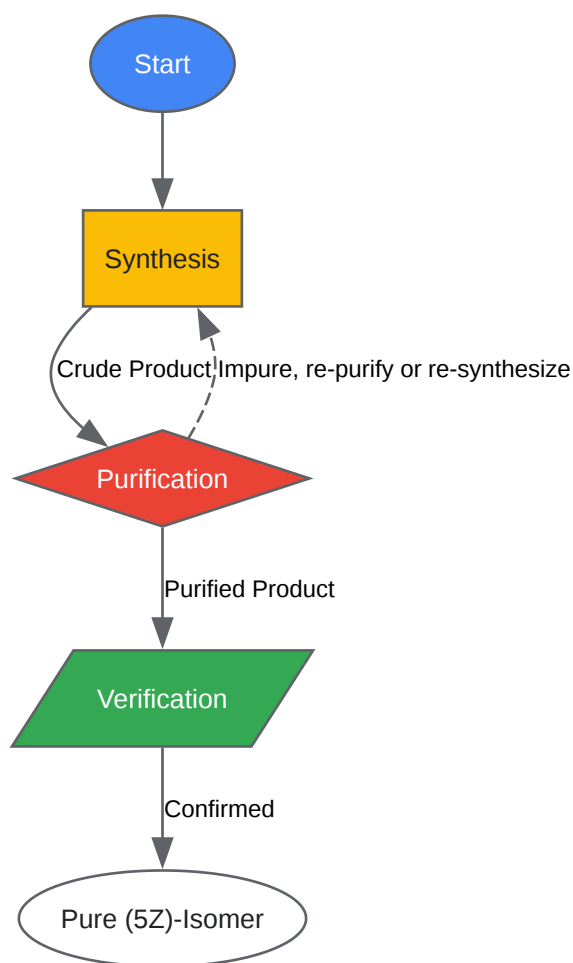 Start
Synthesis
Crude Product
Impure, re-purify or re-synthesize
Purification
Purified Product
Verification
Confirmed
Pure (5Z)-Isomer